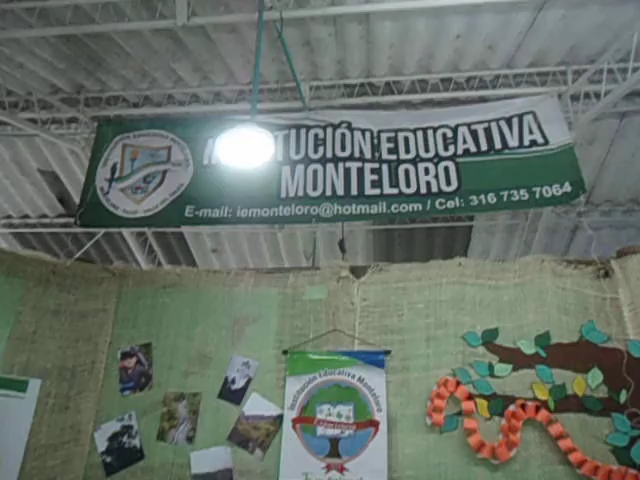 INSTITUCIÓN EDUCATIVA
MONTELORO
E-mail: iemonteloro@hotmail.com / Cel: 316 735 7064
Institución Educativa Monteloro